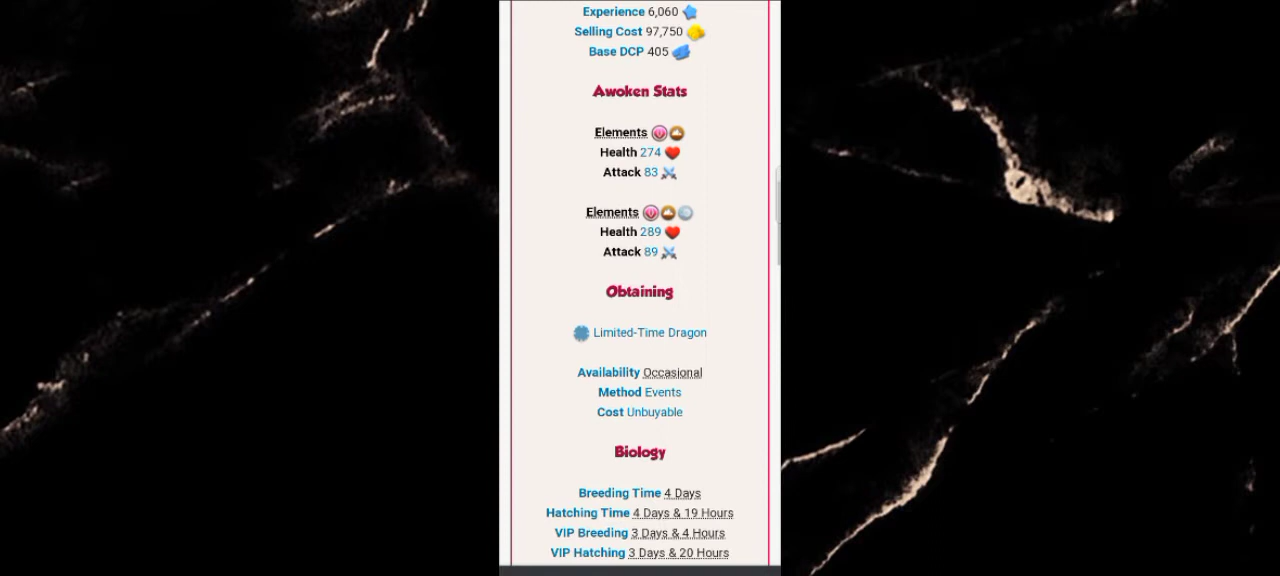 Experience 6,060
Selling Cost 97,750
Base DCP 405
Awoken Stats
Elements
Health 274
Attack 83
Elements
Health 289
Attack 89
Obtaining
Limited-Time Dragon
Availability Occasional
Method Events
Cost Unbuyable
Biology
Breeding Time 4 Days
Hatching Time 4 Days & 19 Hours
VIP Breeding 3 Days & 4 Hours
VIP Hatching 3 Days & 20 Hours